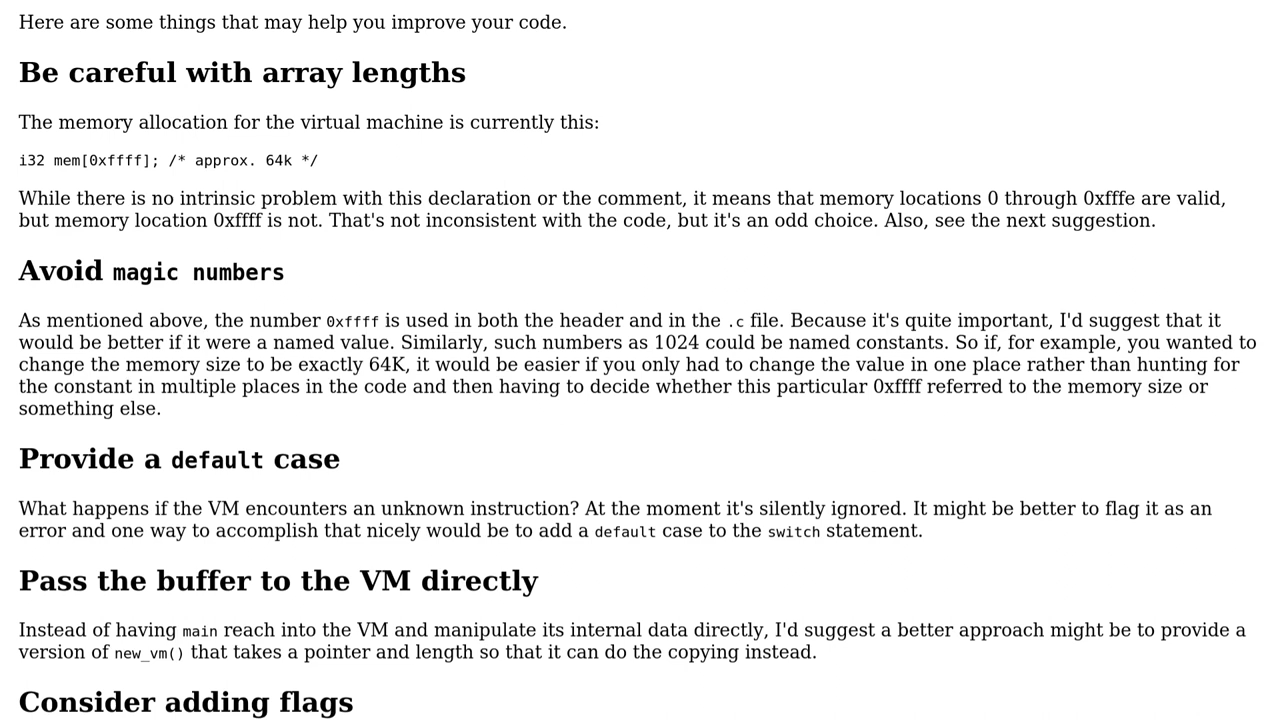 Here are some things that may help you improve your code.
Be careful with array lengths
The memory allocation for the virtual machine is currently this:
i32 mem[0xffff]; /* approx. 64k */
While there is no intrinsic problem with this declaration or the comment, it means that memory locations 0 through 0xfffe are valid,
but memory location 0xffff is not. That's not inconsistent with the code, but it's an odd choice. Also, see the next suggestion.
Avoid magic numbers
As mentioned above, the number 0xffff is used in both the header and in the .c file. Because it's quite important, I'd suggest that it
would be better if it were a named value. Similarly, such numbers as 1024 could be named constants. So if, for example, you wanted to
change the memory size to be exactly 64K, it would be easier if you only had to change the value in one place rather than hunting for
the constant in multiple places in the code and then having to decide whether this particular 0xffff referred to the memory size or
something else.
Provide a default case
What happens if the VM encounters an unknown instruction? At the moment it's silently ignored. It might be better to flag it as an
error and one way to accomplish that nicely would be to add a default case to the switch statement.
Pass the buffer to the VM directly
Instead of having main reach into the VM and manipulate its internal data directly, I'd suggest a better approach might be to provide a
version of new_vm() that takes a pointer and length so that it can do the copying instead.
Consider adding flags